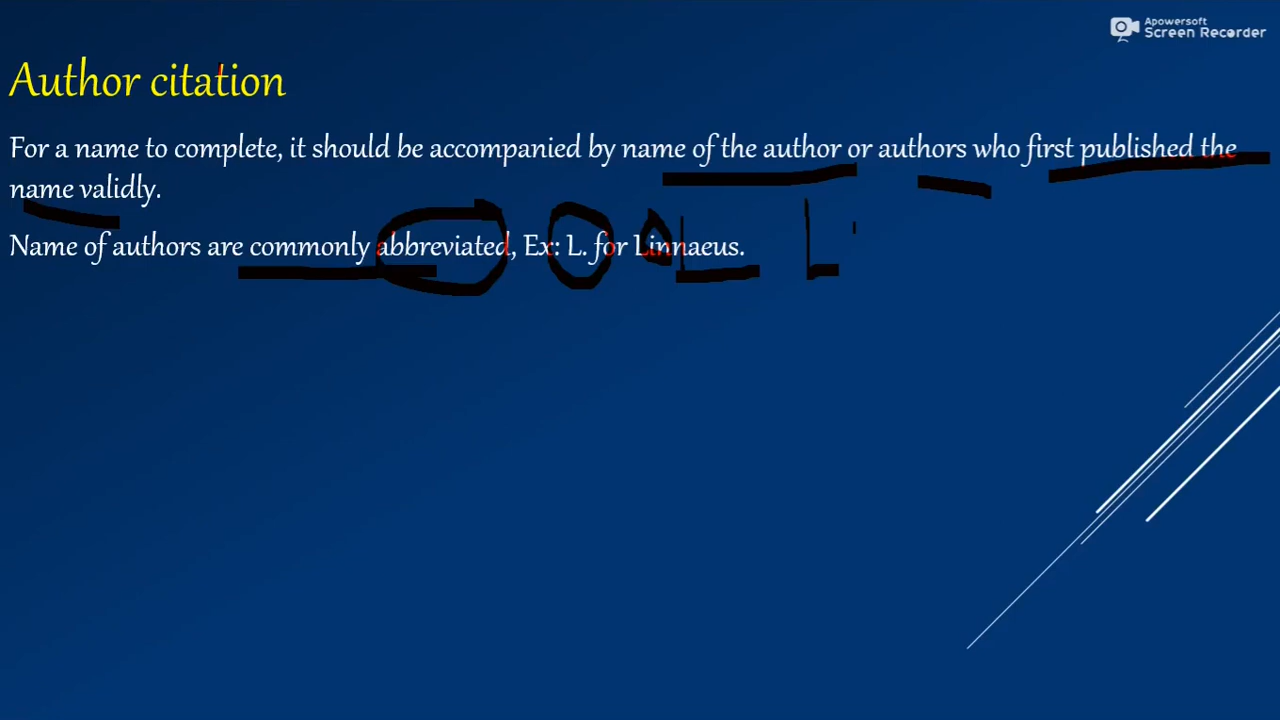 Apowersoft
Screen Recorder
Author citation
For a name to complete, it should be accompanied by name of the author or authors who first published the
name validly.
Name of authors are commonly abbreviated, Ex: L. for Linnaeus.
L.